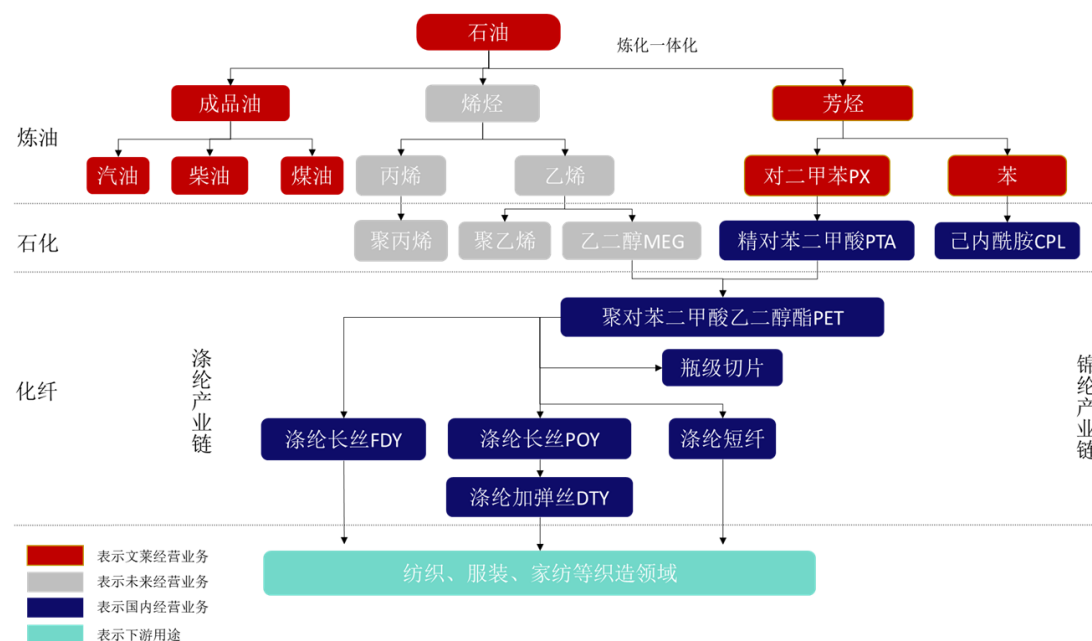 石油
炼化一体化
成品油
烯烃
芳烃
炼油
汽油
柴油
煤油
丙烯
乙烯
对二甲苯PX
苯
石化
聚丙烯
聚乙烯
乙二醇MEG
精对苯二甲酸PTA
己内酰胺CPL
聚对苯二甲酸乙二醇酯PET
瓶级切片
化纤
涤纶产业链
锦纶产业链
涤纶长丝FDY
涤纶长丝POY
涤纶短纤
涤纶加弹丝DTY
表示文莱经营业务
表示未来经营业务
表示国内经营业务
表示下游用途
纺织、服装、家纺等织造领域